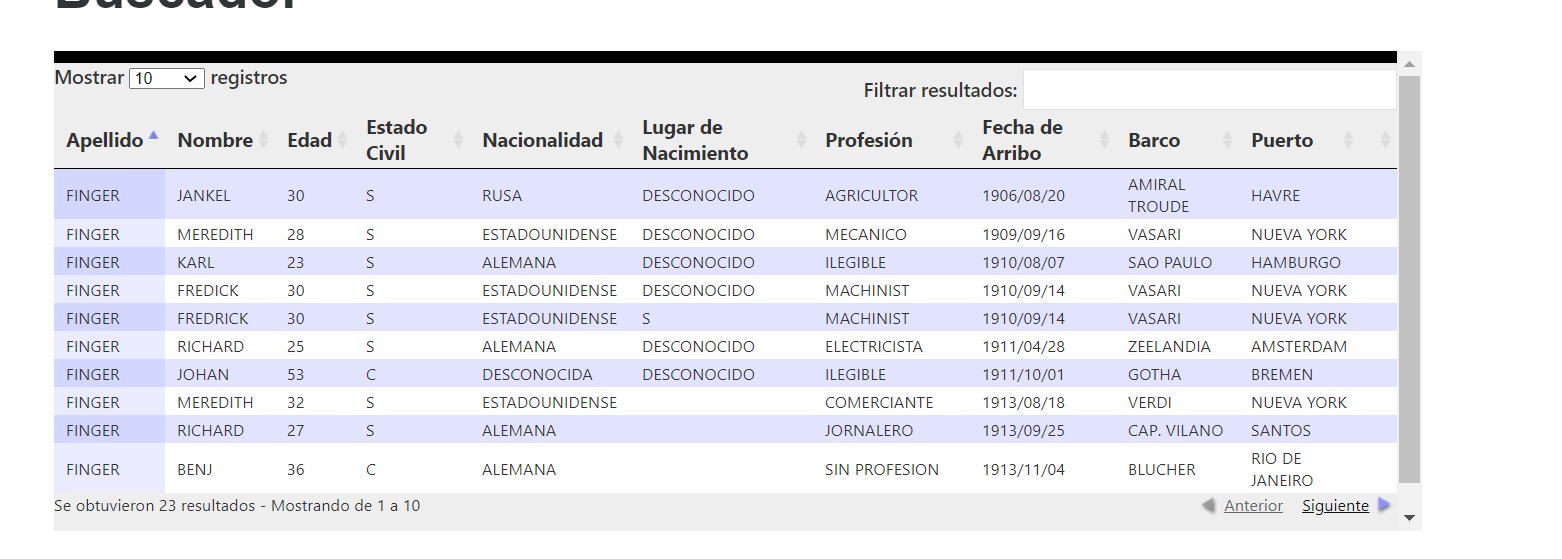 Buscador
Mostrar 10 registros
Filtrar resultados:
Apellido Nombre Edad Estado Civil Nacionalidad Lugar de Nacimiento Profesión Fecha de Arribo Barco Puerto
FINGER JANKEL 30 S RUSA DESCONOCIDO AGRICULTOR 1906/08/20 AMIRAL TROUDE HAVRE
FINGER MEREDITH 28 S ESTADOUNIDENSE DESCONOCIDO MECANICO 1909/09/16 VASARI NUEVA YORK
FINGER KARL 23 S ALEMANA DESCONOCIDO ILEGIBLE 1910/08/07 SAO PAULO HAMBURGO
FINGER FREDICK 30 S ESTADOUNIDENSE DESCONOCIDO MACHINIST 1910/09/14 VASARI NUEVA YORK
FINGER FREDRICK 30 S ESTADOUNIDENSE S MACHINIST 1910/09/14 VASARI NUEVA YORK
FINGER RICHARD 25 S ALEMANA DESCONOCIDO ELECTRICISTA 1911/04/28 ZEELANDIA AMSTERDAM
FINGER JOHAN 53 C DESCONOCIDA DESCONOCIDO ILEGIBLE 1911/10/01 GOTHA BREMEN
FINGER MEREDITH 32 S ESTADOUNIDENSE COMERCIANTE 1913/08/18 VERDI NUEVA YORK
FINGER RICHARD 27 S ALEMANA JORNALERO 1913/09/25 CAP. VILANO SANTOS
FINGER BENJ 36 C ALEMANA SIN PROFESION 1913/11/04 BLUCHER RIO DE JANEIRO
Se obtuvieron 23 resultados - Mostrando de 1 a 10
Anterior Siguiente